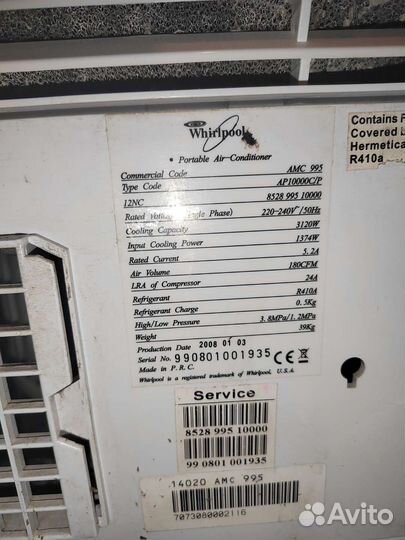 Whirlpool
• Portable Air-Conditioner
Commercial Code AMC 995
Type Code AP10000C/P
12NC 8528 995 10000
Rated Voltage (Single Phase) 220-240V~/50Hz
Cooling Capacity 3120W
Input Cooling Power 1374W
Rated Current 5.2A
Air Volume 180CFM
LRA of Compressor 24A
Refrigerant R410A
Refrigerant Charge 0.5Kg
High/Low Pressure 3.8MPa/1.2MPa
Weight 39Kg
Production Date 2008 01 03
Serial No. 990801001935 CE
Made in P.R.C.
Whirlpool is a registered trademark of Whirlpool, U.S.A.
Contains
Covered
Hermetica
R410a
Service
8528 995 10000
99 0801 001935
14020 AMC 995
7073080002116
Avito